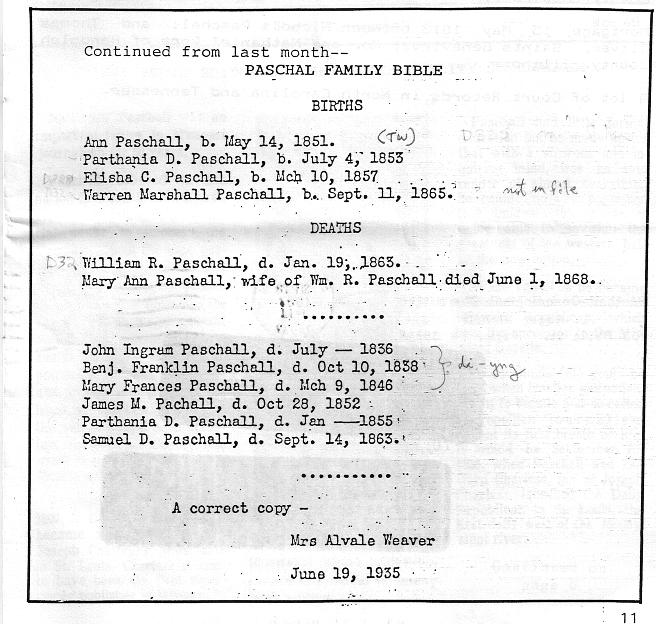 Continued from last month--
PASCHAL FAMILY BIBLE
BIRTHS
Ann Paschall, b. May 14, 1851. (TW)
Parthania D. Paschall, b. July 4, 1853
Elisha C. Paschall, b. Mch 10, 1857
Warren Marshall Paschall, b. Sept. 11, 1865. not in file
DEATHS
D32 William R. Paschall, d. Jan. 19, 1863.
Mary Ann Paschall, wife of Wm. R. Paschall died June 1, 1868.
..........
John Ingram Paschall, d. July — 1836
Benj. Franklin Paschall, d. Oct 10, 1838 } di-yng
Mary Frances Paschall, d. Mch 9, 1846
James M. Pachall, d. Oct 28, 1852
Parthania D. Paschall, d. Jan —1855
Samuel D. Paschall, d. Sept. 14, 1863.
...........
A correct copy -
Mrs Alvale Weaver
June 19, 1935
11